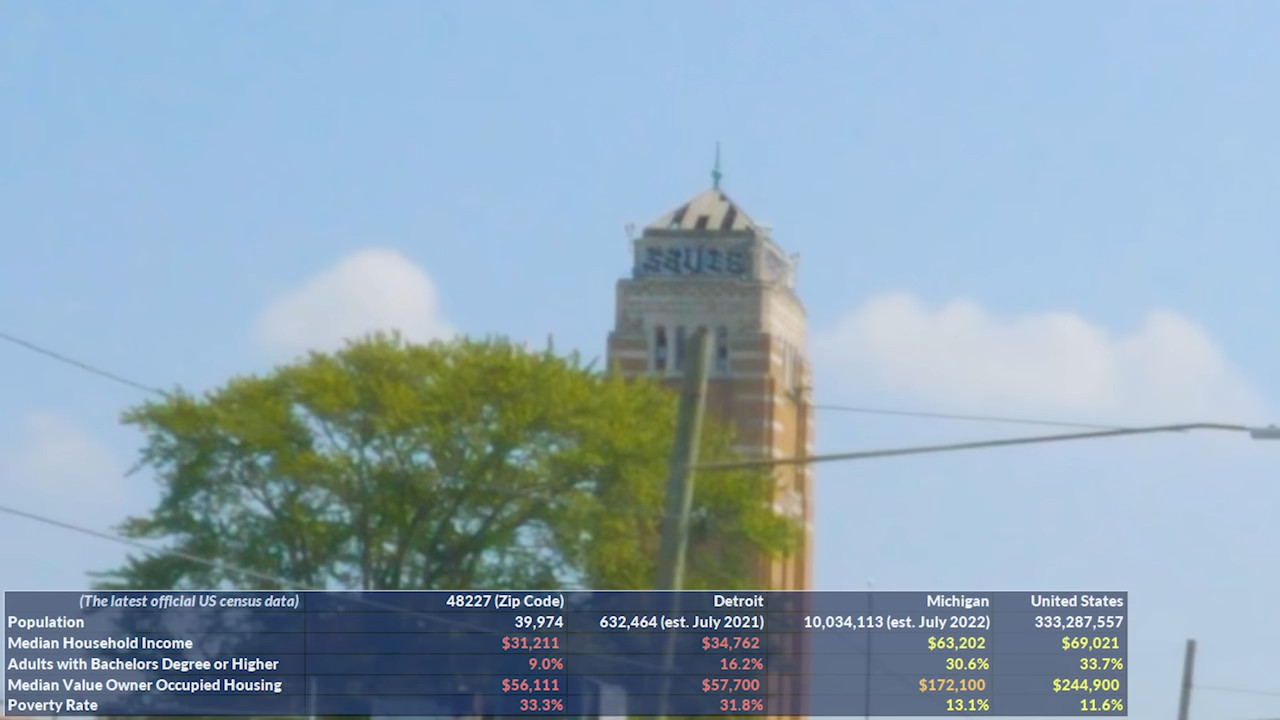 (The latest official US census data) 48227 (Zip Code) Detroit Michigan United States
Population 39,974 632,464 (est. July 2021) 10,034,113 (est. July 2022) 333,287,557
Median Household Income $31,211 $34,762 $63,202 $69,021
Adults with Bachelors Degree or Higher 9.0% 16.2% 30.6% 33.7%
Median Value Owner Occupied Housing $56,111 $57,700 $172,100 $244,900
Poverty Rate 33.3% 31.8% 13.1% 11.6%